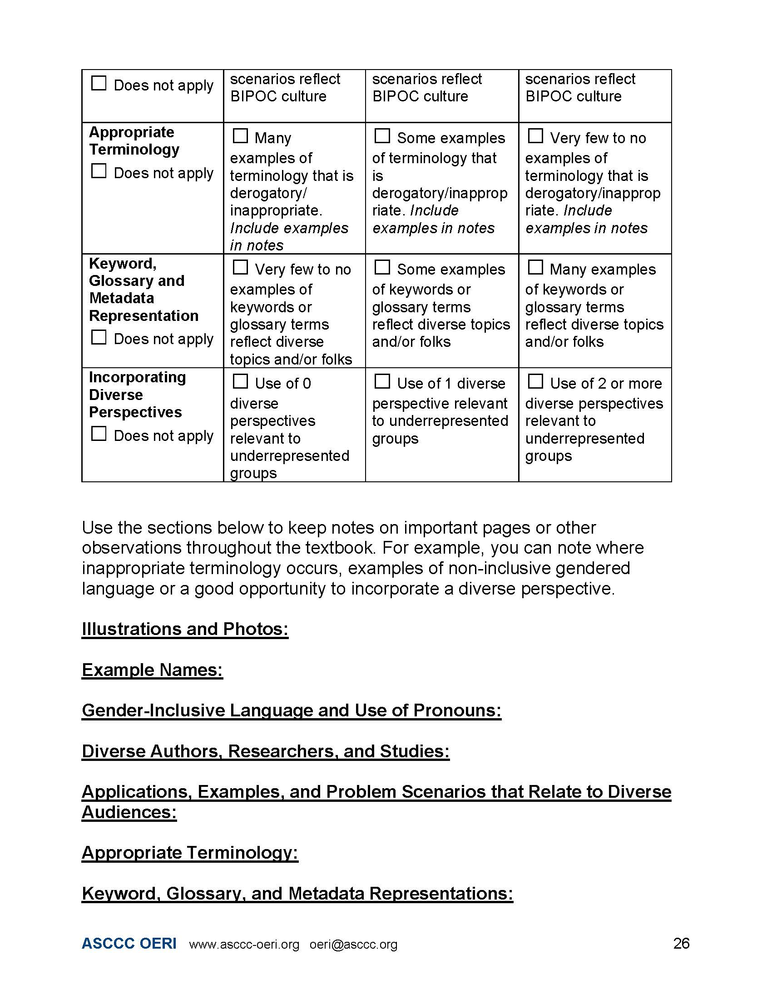 ☐ Does not apply
scenarios reflect
BIPOC culture
scenarios reflect
BIPOC culture
scenarios reflect
BIPOC culture
Appropriate
Terminology
☐ Does not apply
☐ Many
examples of
terminology that is
derogatory/
inappropriate.
Include examples
in notes
☐ Some examples
of terminology that
is
derogatory/inapprop
riate. Include
examples in notes
☐ Very few to no
examples of
terminology that is
derogatory/inapprop
riate. Include
examples in notes
Keyword,
Glossary and
Metadata
Representation
☐ Does not apply
☐ Very few to no
examples of
keywords or
glossary terms
reflect diverse
topics and/or folks
☐ Some examples
of keywords or
glossary terms
reflect diverse topics
and/or folks
☐ Many examples
of keywords or
glossary terms
reflect diverse topics
and/or folks
Incorporating
Diverse
Perspectives
☐ Does not apply
☐ Use of 0
diverse
perspectives
relevant to
underrepresented
groups
☐ Use of 1 diverse
perspective relevant
to underrepresented
groups
☐ Use of 2 or more
diverse perspectives
relevant to
underrepresented
groups
Use the sections below to keep notes on important pages or other
observations throughout the textbook. For example, you can note where
inappropriate terminology occurs, examples of non-inclusive gendered
language or a good opportunity to incorporate a diverse perspective.
Illustrations and Photos:
Example Names:
Gender-Inclusive Language and Use of Pronouns:
Diverse Authors, Researchers, and Studies:
Applications, Examples, and Problem Scenarios that Relate to Diverse
Audiences:
Appropriate Terminology:
Keyword, Glossary, and Metadata Representations:
ASCCC OERI www.asccc-oeri.org oeri@asccc.org 26